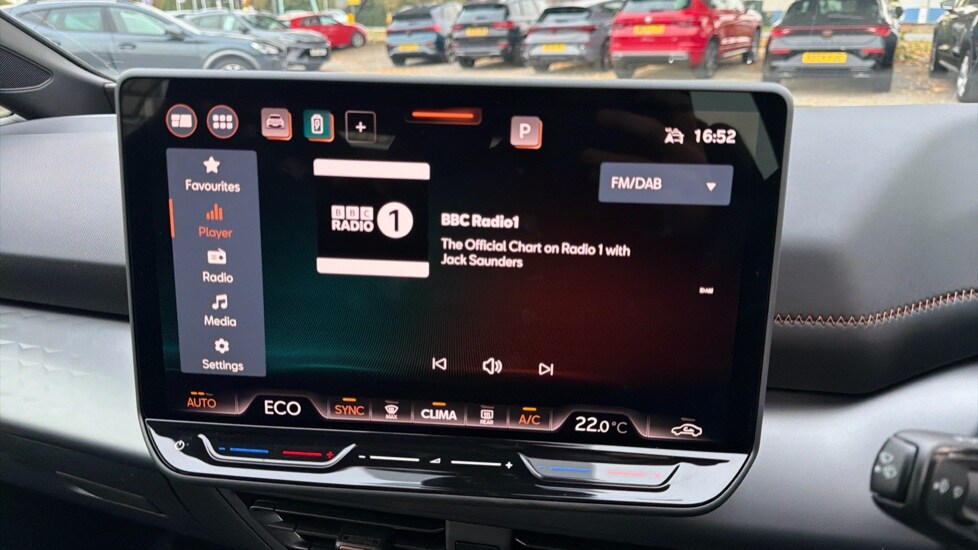 +
P
16:52
Favourites
Player
Radio
Media
Settings
FM/DAB
BBC
RADIO 1
BBC Radio1
The Official Chart on Radio 1 with
Jack Saunders
DAB
AUTO
ECO
SYNC
MAX
CLIMA
REAR
A/C
22.0°C
- + - + - +